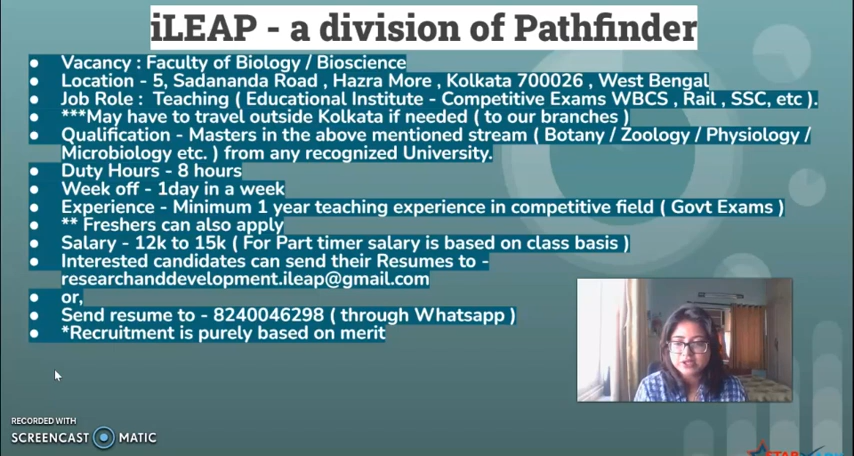 iLEAP - a division of Pathfinder
● Vacancy : Faculty of Biology / Bioscience
● Location - 5, Sadananda Road , Hazra More , Kolkata 700026 , West Bengal
● Job Role : Teaching ( Educational Institute - Competitive Exams WBCS , Rail , SSC, etc ).
● ***May have to travel outside Kolkata if needed ( to our branches )
● Qualification - Masters in the above mentioned stream ( Botany / Zoology / Physiology /
Microbiology etc. ) from any recognized University.
● Duty Hours - 8 hours
● Week off - 1day in a week
● Experience - Minimum 1 year teaching experience in competitive field ( Govt Exams )
● ** Freshers can also apply
● Salary - 12k to 15k ( For Part timer salary is based on class basis )
● Interested candidates can send their Resumes to -
researchanddevelopment.ileap@gmail.com
● or,
● Send resume to - 8240046298 ( through Whatsapp )
● *Recruitment is purely based on merit
RECORDED WITH
SCREENCAST MATIC